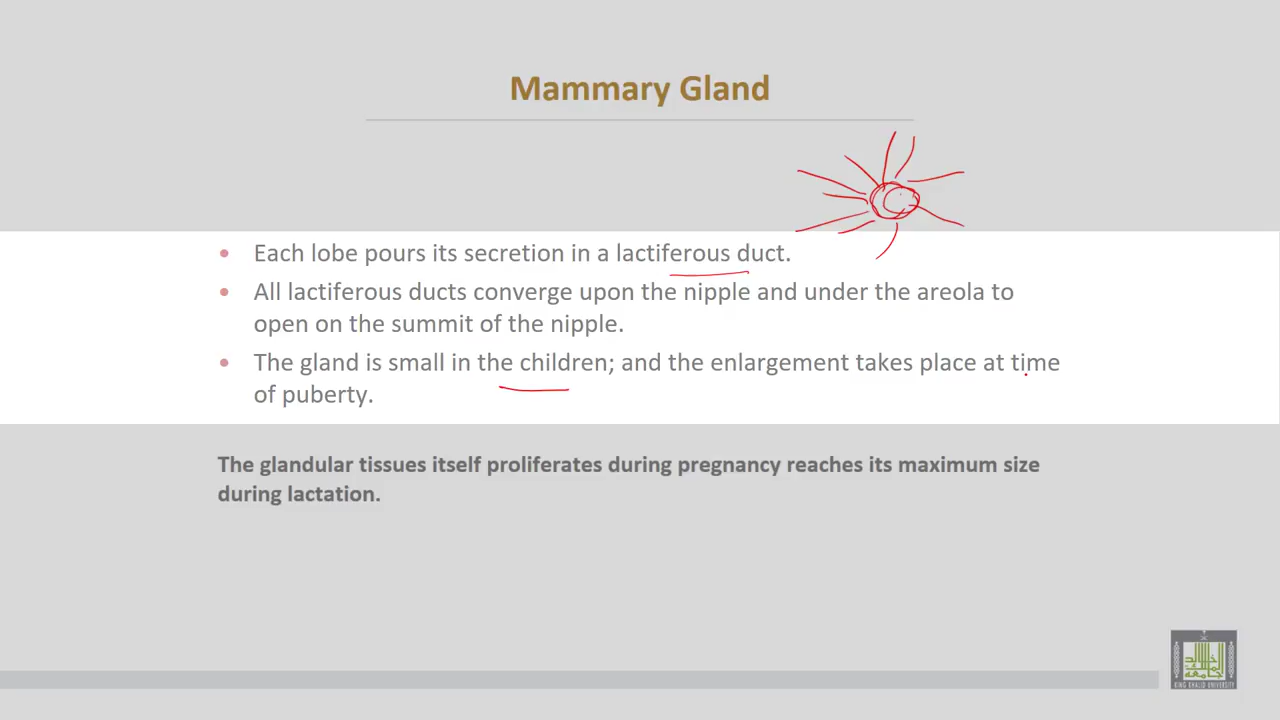 Mammary Gland
• Each lobe pours its secretion in a lactiferous duct.
• All lactiferous ducts converge upon the nipple and under the areola to
open on the summit of the nipple.
• The gland is small in the children; and the enlargement takes place at time
of puberty.
The glandular tissues itself proliferates during pregnancy reaches its maximum size
during lactation.
KING KHALID UNIVERSITY